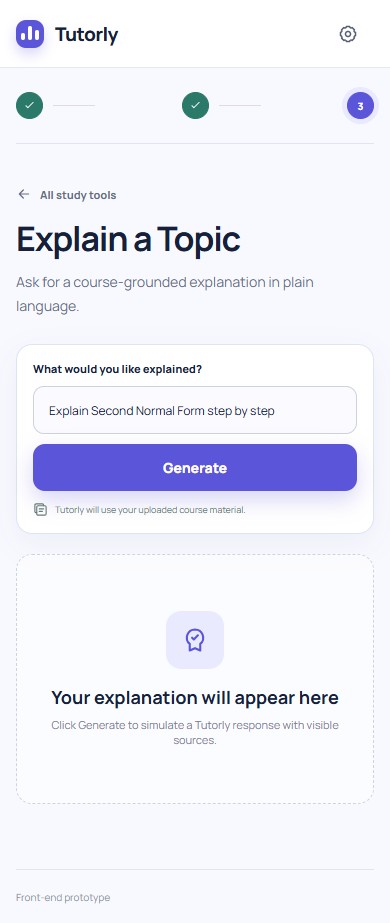 Tutorly
3
All study tools
Explain a Topic
Ask for a course-grounded explanation in plain
language.
What would you like explained?
Explain Second Normal Form step by step
Generate
Tutorly will use your uploaded course material.
Your explanation will appear here
Click Generate to simulate a Tutorly response with visible
sources.
Front-end prototype